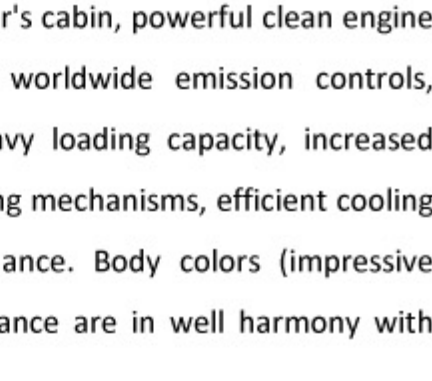 r's cabin, powerful clean engine
worldwide emission controls,
avy loading capacity, increased
ng mechanisms, efficient cooling
ance. Body colors (impressive
ance are in well harmony with